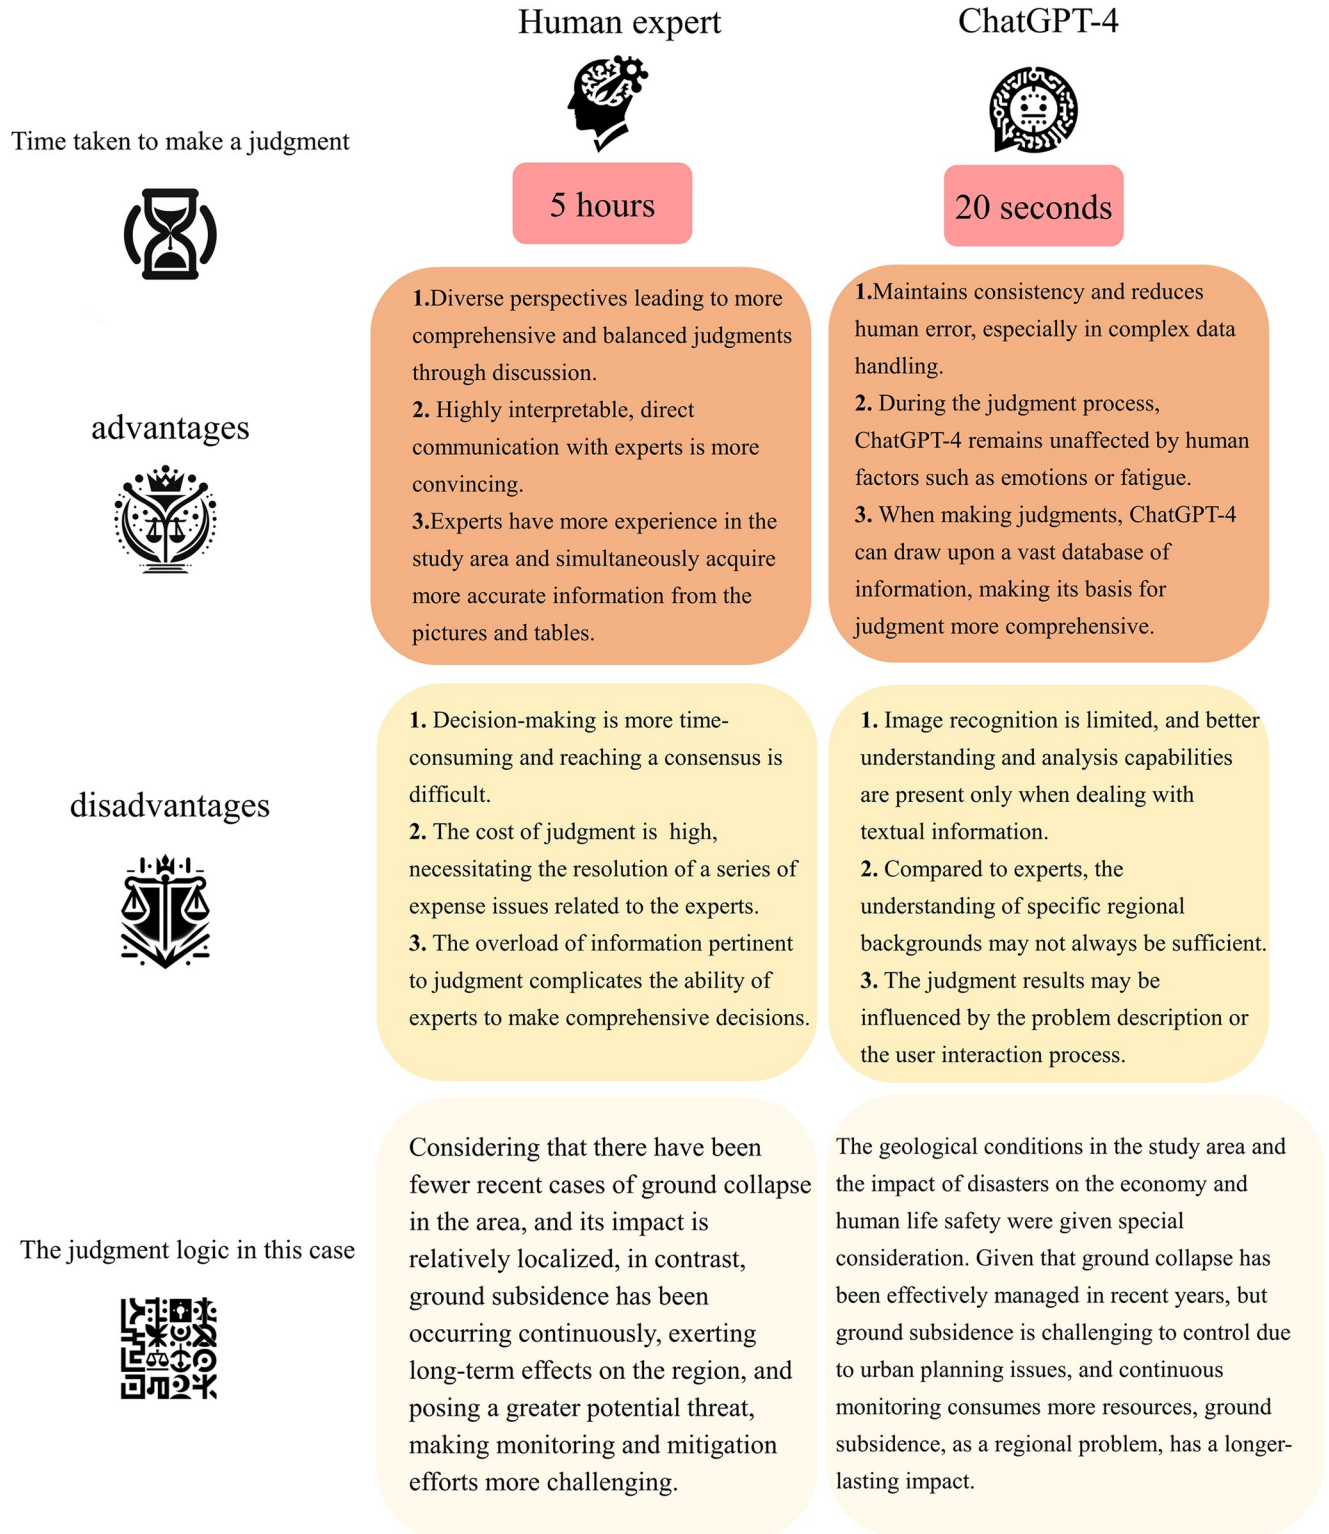 Human expert
ChatGPT-4
Time taken to make a judgment
5 hours
20 seconds
advantages
1.Diverse perspectives leading to more
comprehensive and balanced judgments
through discussion.
2. Highly interpretable, direct
communication with experts is more
convincing.
3.Experts have more experience in the
study area and simultaneously acquire
more accurate information from the
pictures and tables.
1.Maintains consistency and reduces
human error, especially in complex data
handling.
2. During the judgment process,
ChatGPT-4 remains unaffected by human
factors such as emotions or fatigue.
3. When making judgments, ChatGPT-4
can draw upon a vast database of
information, making its basis for
judgment more comprehensive.
disadvantages
1. Decision-making is more time-
consuming and reaching a consensus is
difficult.
2. The cost of judgment is  high,
necessitating the resolution of a series of
expense issues related to the experts.
3. The overload of information pertinent
to judgment complicates the ability of
experts to make comprehensive decisions.
1. Image recognition is limited, and better
understanding and analysis capabilities
are present only when dealing with
textual information.
2. Compared to experts, the
understanding of specific regional
backgrounds may not always be sufficient.
3. The judgment results may be
influenced by the problem description or
the user interaction process.
The judgment logic in this case
Considering that there have been
fewer recent cases of ground collapse
in the area, and its impact is
relatively localized, in contrast,
ground subsidence has been
occurring continuously, exerting
long-term effects on the region, and
posing a greater potential threat,
making monitoring and mitigation
efforts more challenging.
The geological conditions in the study area and
the impact of disasters on the economy and
human life safety were given special
consideration. Given that ground collapse has
been effectively managed in recent years, but
ground subsidence is challenging to control due
to urban planning issues, and continuous
monitoring consumes more resources, ground
subsidence, as a regional problem, has a longer-
lasting impact.